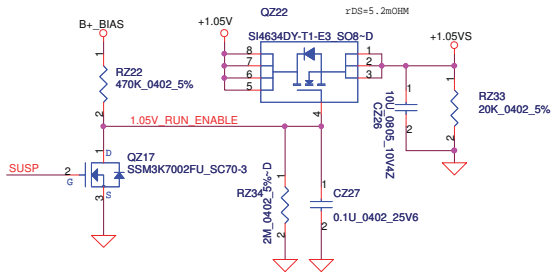 QZ22
rDS=5.2mOHM
B+_BIAS
+1.05V
SI4634DY-T1-E3_SO8~D
+1.05VS
8
7
6
5
1
2
3
4
1
RZ22
470K_0402_5%
2
1
10U_0805_10V4Z
CZ26
2
1
RZ33
20K_0402_5%
2
1.05V_RUN_ENABLE
SUSP
2
G
1
D
QZ17
SSM3K7002FU_SC70-3
S
3
1
RZ34
2M_0402_5%~D
2
1
CZ27
0.1U_0402_25V6
2